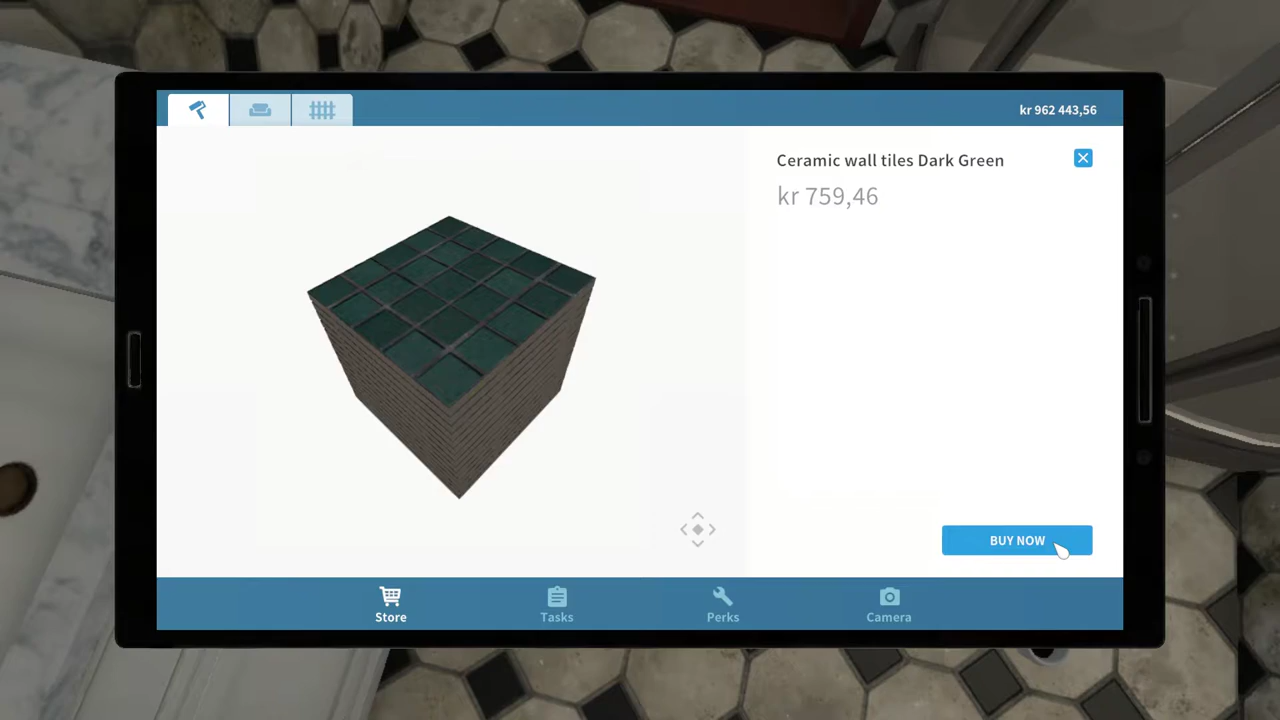 kr 962 443,56
Ceramic wall tiles Dark Green
kr 759,46
BUY NOW
Store
Tasks
Perks
Camera